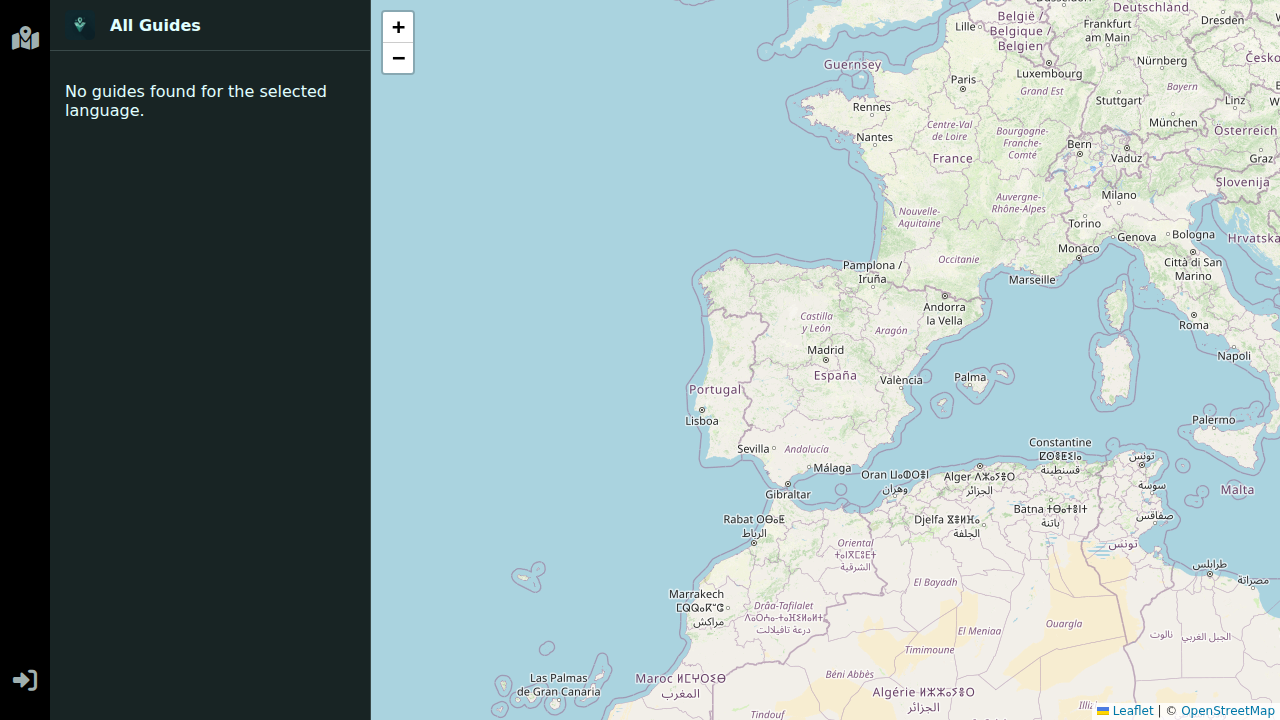 All Guides
No guides found for the selected
language.
+
−
Lille
België /
Belgique /
Belgien
Deutschland
Frankfurt
am Main
Dresden
Guernsey
Luxembourg
Nürnberg
Paris
Grand Est
Bayern
Rennes
Stuttgart
Linz
München
Nantes
Centre-Val
de Loire
Bourgogne-
Franche-
Comté
Österreich
France
Bern
Vaduz
Graz
Slovenija
Milano
Auvergne-
Rhône-Alpes
Nouvelle-
Aquitaine
Torino
Genova
Bologna
Hrvatska
Monaco
Occitanie
Pamplona /
Iruña
Marseille
Città di San
Marino
Andorra
la Vella
Castilla
y León
Aragón
Roma
Madrid
Napoli
España
València
Palma
Portugal
Lisboa
Palermo
Sevilla
Andalucía
Málaga
Constantine
قسنطينة
تونس
Oran
وهران
Alger
الجزائر
سوسة
Gibraltar
Malta
Rabat
الرباط
Djelfa
الجلفة
Batna
باتنة
صفاقس
Oriental
الشرقية
تونس
طرابلس
مصراتة
El Bayadh
Marrakech
مراكش
Drâa-Tafilalet
درعة تافيلالت
Ouargla
El Meniaa
نالوت
الجبل الغربي
Timimoune
Béni Abbès
Las Palmas
de Gran Canaria
Maroc
المغرب
Algérie
الجزائر
Tindouf
Leaflet | © OpenStreetMap